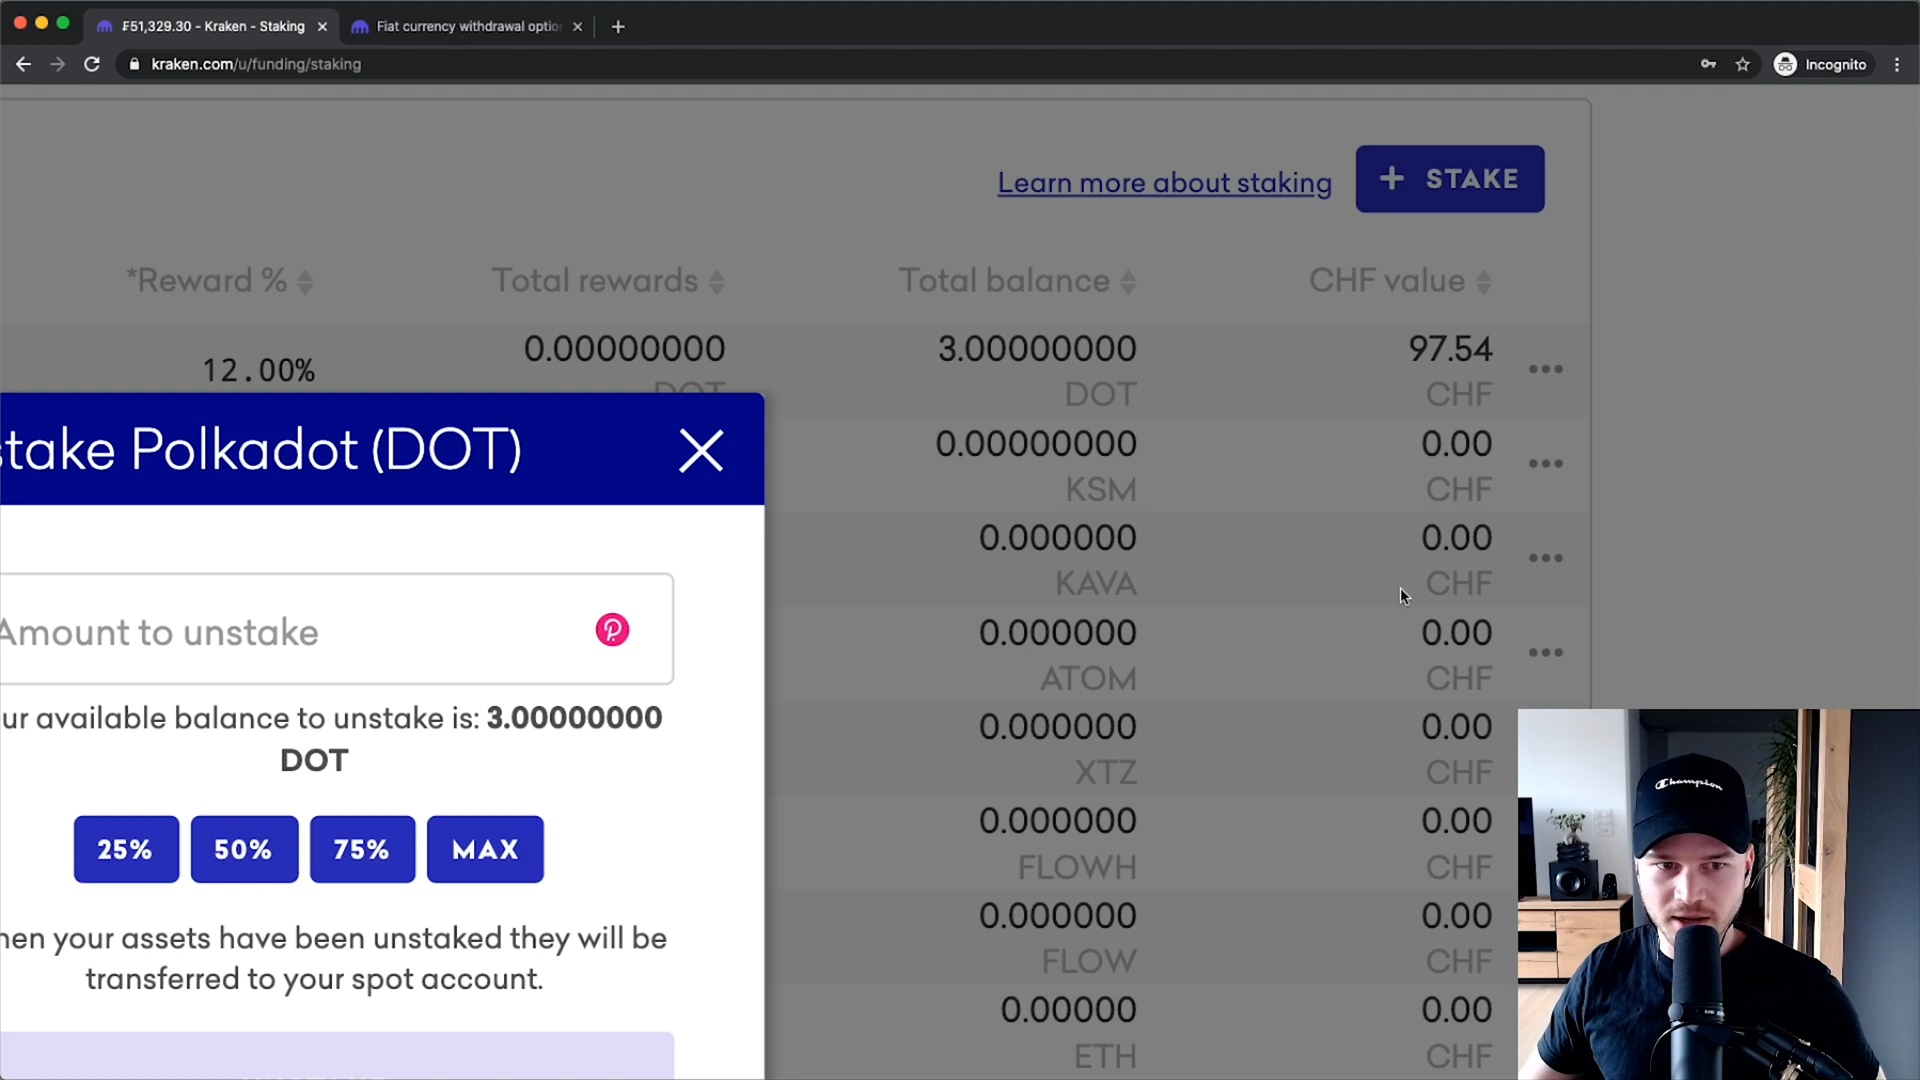 ₣51,329.30 - Kraken - Staking
Fiat currency withdrawal optio
kraken.com/u/funding/staking
Incognito
Learn more about staking
+ STAKE
*Reward %
Total rewards
Total balance
CHF value
12.00%
0.00000000
DOT
3.00000000
DOT
97.54
CHF
0.00000000
KSM
0.00
CHF
0.000000
KAVA
0.00
CHF
0.000000
ATOM
0.00
CHF
0.000000
XTZ
0.00
CHF
0.000000
FLOWH
0.00
CHF
0.000000
FLOW
0.00
CHF
0.00000
ETH
0.00
CHF
stake Polkadot (DOT)
Amount to unstake
ur available balance to unstake is: 3.00000000
DOT
25%
50%
75%
MAX
hen your assets have been unstaked they will be
transferred to your spot account.
Champion